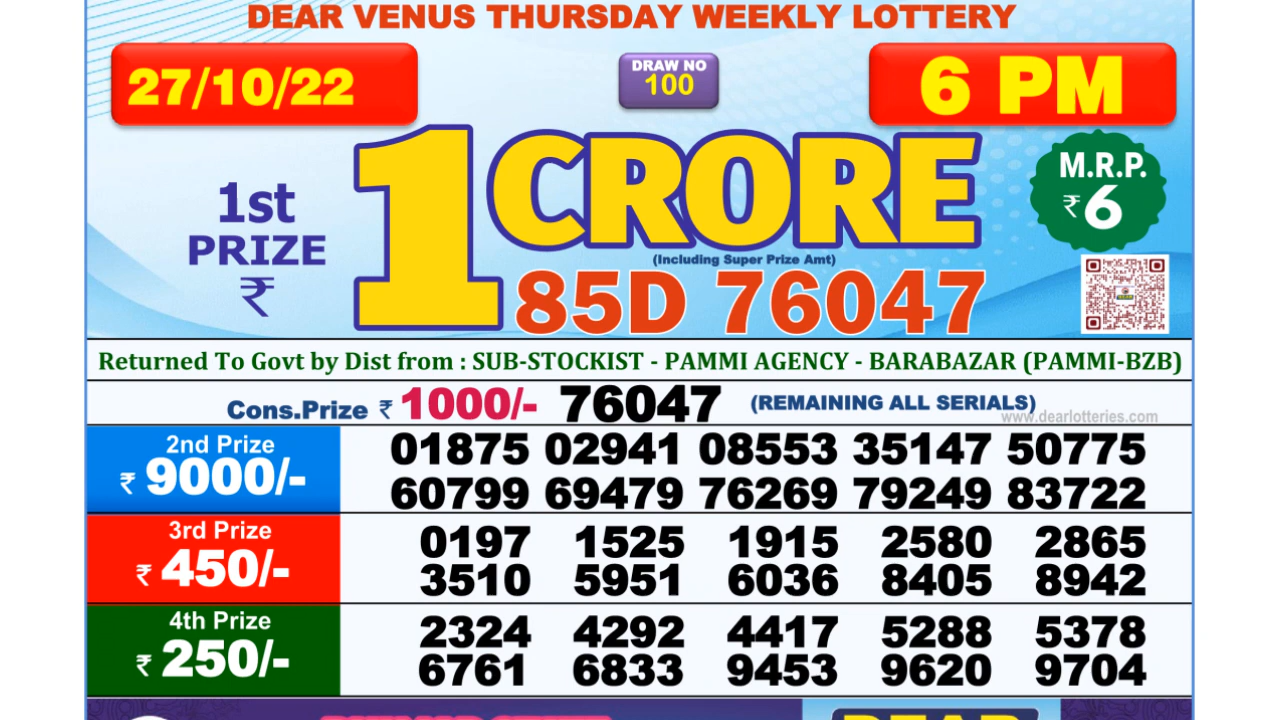 DEAR VENUS THURSDAY WEEKLY LOTTERY
27/10/22
DRAW NO
100
6 PM
1st
PRIZE
₹
1 CRORE
(Including Super Prize Amt)
85D 76047
M.R.P.
₹6
Returned To Govt by Dist from : SUB-STOCKIST - PAMMI AGENCY - BARABAZAR (PAMMI-BZB)
Cons.Prize ₹ 1000/- 76047 (REMAINING ALL SERIALS)
www.dearlotteries.com
2nd Prize
₹ 9000/-
01875 02941 08553 35147 50775
60799 69479 76269 79249 83722
3rd Prize
₹ 450/-
0197 1525 1915 2580 2865
3510 5951 6036 8405 8942
4th Prize
₹ 250/-
2324 4292 4417 5288 5378
6761 6833 9453 9620 9704
DEAR